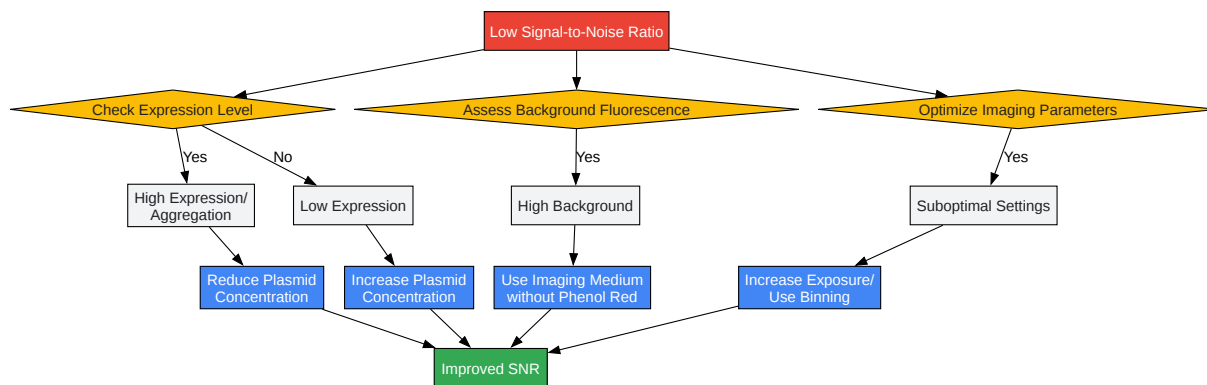 Low Signal-to-Noise Ratio
Check Expression Level
Assess Background Fluorescence
Optimize Imaging Parameters
Yes
No
Yes
Yes
High Expression/
Aggregation
Low Expression
High Background
Suboptimal Settings
Reduce Plasmid
Concentration
Increase Plasmid
Concentration
Use Imaging Medium
without Phenol Red
Increase Exposure/
Use Binning
Improved SNR